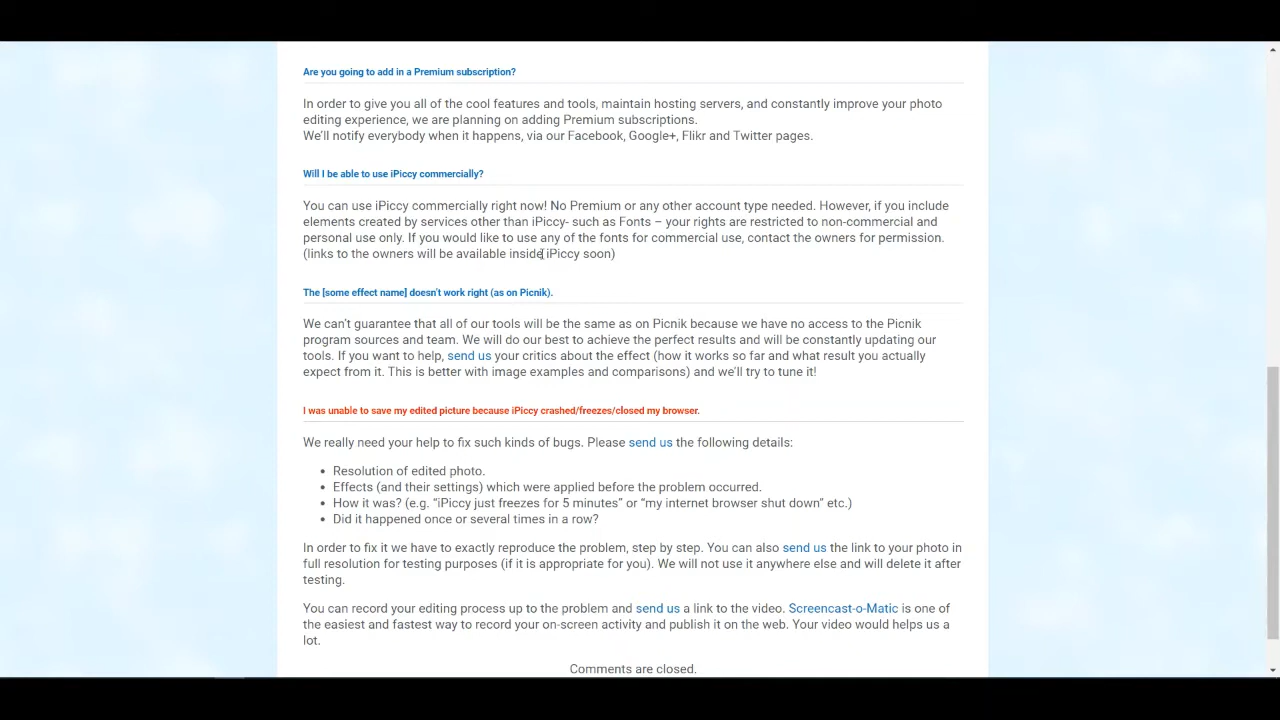 Are you going to add in a Premium subscription?
In order to give you all of the cool features and tools, maintain hosting servers, and constantly improve your photo
editing experience, we are planning on adding Premium subscriptions.
We'll notify everybody when it happens, via our Facebook, Google+, Flikr and Twitter pages.
Will I be able to use iPiccy commercially?
You can use iPiccy commercially right now! No Premium or any other account type needed. However, if you include
elements created by services other than iPiccy- such as Fonts – your rights are restricted to non-commercial and
personal use only. If you would like to use any of the fonts for commercial use, contact the owners for permission.
(links to the owners will be available inside iPiccy soon)
The [some effect name] doesn't work right (as on Picnik).
We can't guarantee that all of our tools will be the same as on Picnik because we have no access to the Picnik
program sources and team. We will do our best to achieve the perfect results and will be constantly updating our
tools. If you want to help, send us your critics about the effect (how it works so far and what result you actually
expect from it. This is better with image examples and comparisons) and we'll try to tune it!
I was unable to save my edited picture because iPiccy crashed/freezes/closed my browser.
We really need your help to fix such kinds of bugs. Please send us the following details:
• Resolution of edited photo.
• Effects (and their settings) which were applied before the problem occurred.
• How it was? (e.g. “iPiccy just freezes for 5 minutes” or “my internet browser shut down” etc.)
• Did it happened once or several times in a row?
In order to fix it we have to exactly reproduce the problem, step by step. You can also send us the link to your photo in
full resolution for testing purposes (if it is appropriate for you). We will not use it anywhere else and will delete it after
testing.
You can record your editing process up to the problem and send us a link to the video. Screencast-o-Matic is one of
the easiest and fastest way to record your on-screen activity and publish it on the web. Your video would helps us a
lot.
Comments are closed.